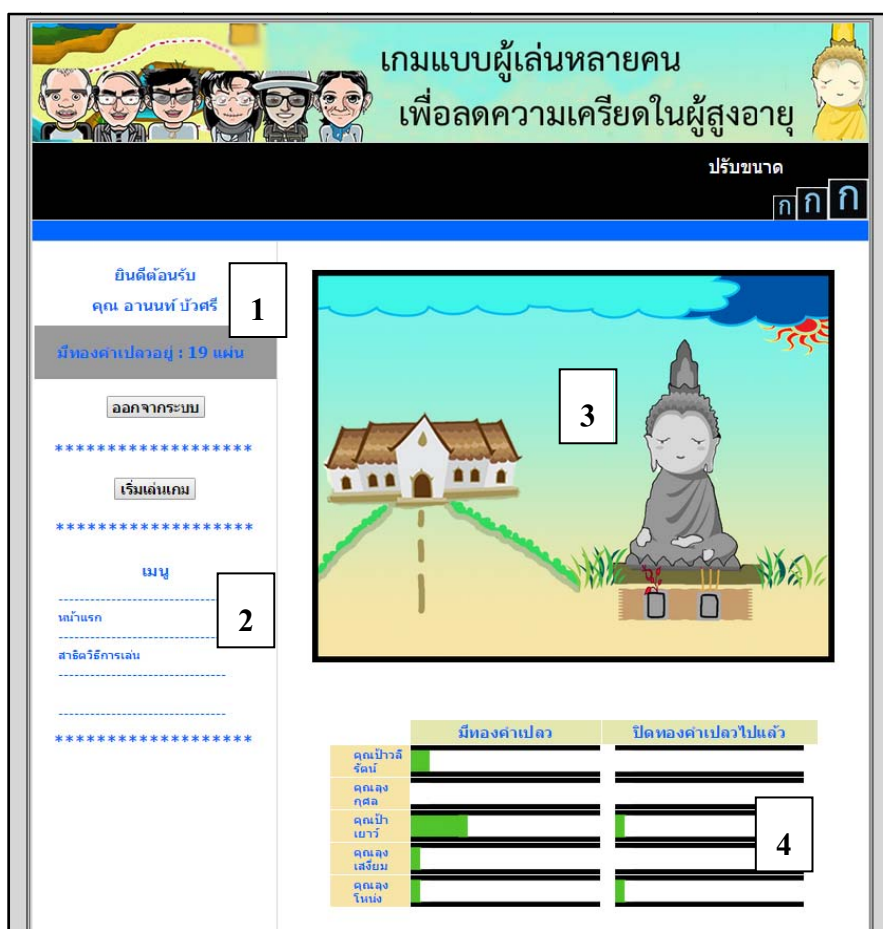 เกมแบบผู้เล่นหลายคน
เพื่อลดความเครียดในผู้สูงอายุ
ปรับขนาด
ก ก ก
ยินดีต้อนรับ
คุณ อานนท์ บัวศรี
1
มีทองคำเปลวอยู่ : 19 แผ่น
ออกจากระบบ
*******************
เริ่มเล่นเกม
*******************
เมนู
--------------------------------
หน้าแรก
--------------------------------
2
สาธิตวิธีการเล่น
--------------------------------
--------------------------------
*******************
3
มีทองคำเปลว
ปิดทองคำเปลวไปแล้ว
คุณป้าวลี
รัตน์
คุณลุง
กุศล
คุณป้า
เยาว์
คุณลุง
เสงี่ยม
คุณลุง
โหน่ง
4